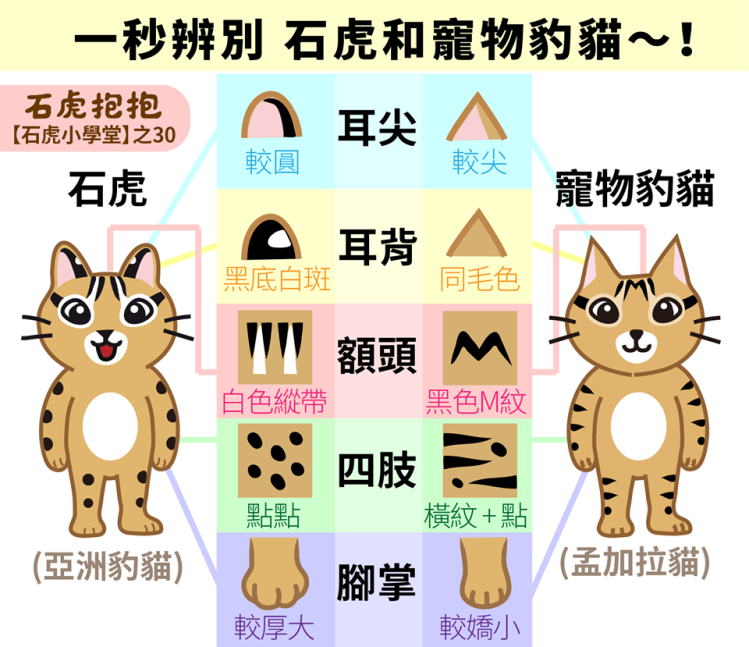 一秒辨別 石虎和寵物豹貓～！
石虎抱抱
【石虎小學堂】之30
石虎
寵物豹貓
耳尖
較圓
較尖
耳背
黑底白斑
同毛色
額頭
白色縱帶
黑色M紋
四肢
點點
橫紋＋點
腳掌
較厚大
較嬌小
(亞洲豹貓)
(孟加拉貓)